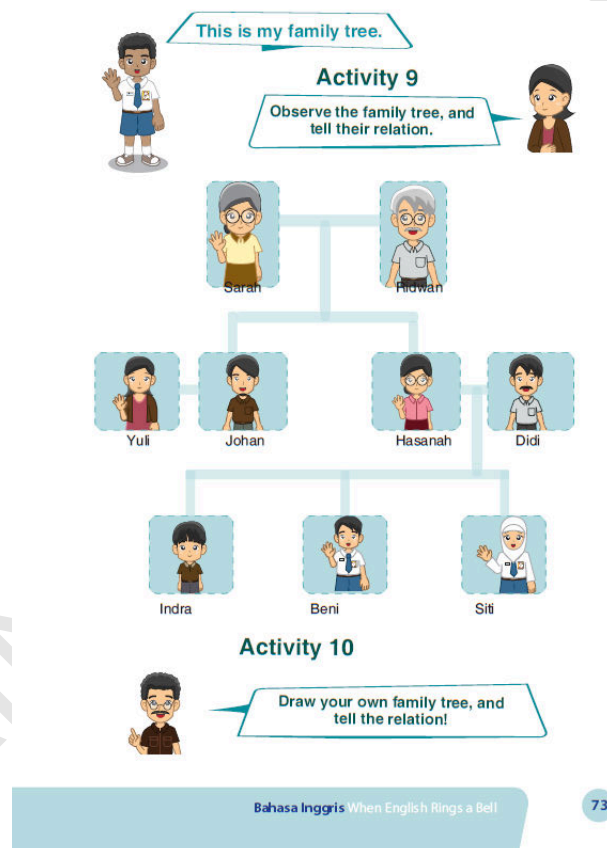 This is my family tree.
Activity 9
Observe the family tree, and
tell their relation.
Sarah
Ridwan
Yuli
Johan
Hasanah
Didi
Indra
Beni
Siti
Activity 10
Draw your own family tree, and
tell the relation!
Bahasa Inggris When English Rings a Bell
73